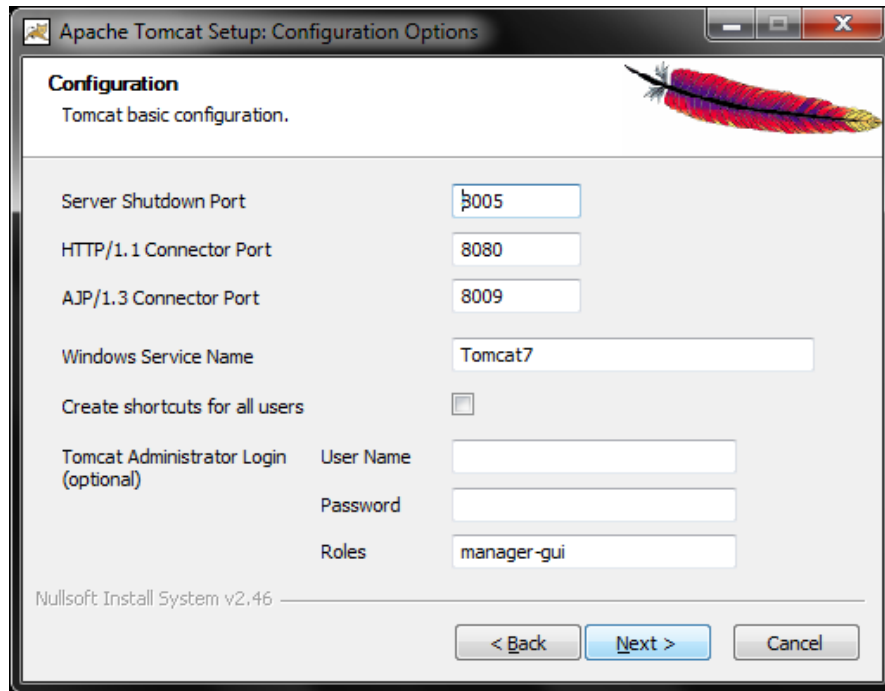 Apache Tomcat Setup: Configuration Options
Configuration
Tomcat basic configuration.
Server Shutdown Port 8005
HTTP/1.1 Connector Port 8080
AJP/1.3 Connector Port 8009
Windows Service Name Tomcat7
Create shortcuts for all users
Tomcat Administrator Login User Name
(optional)
Password
Roles manager-gui
Nullsoft Install System v2.46
< Back Next > Cancel